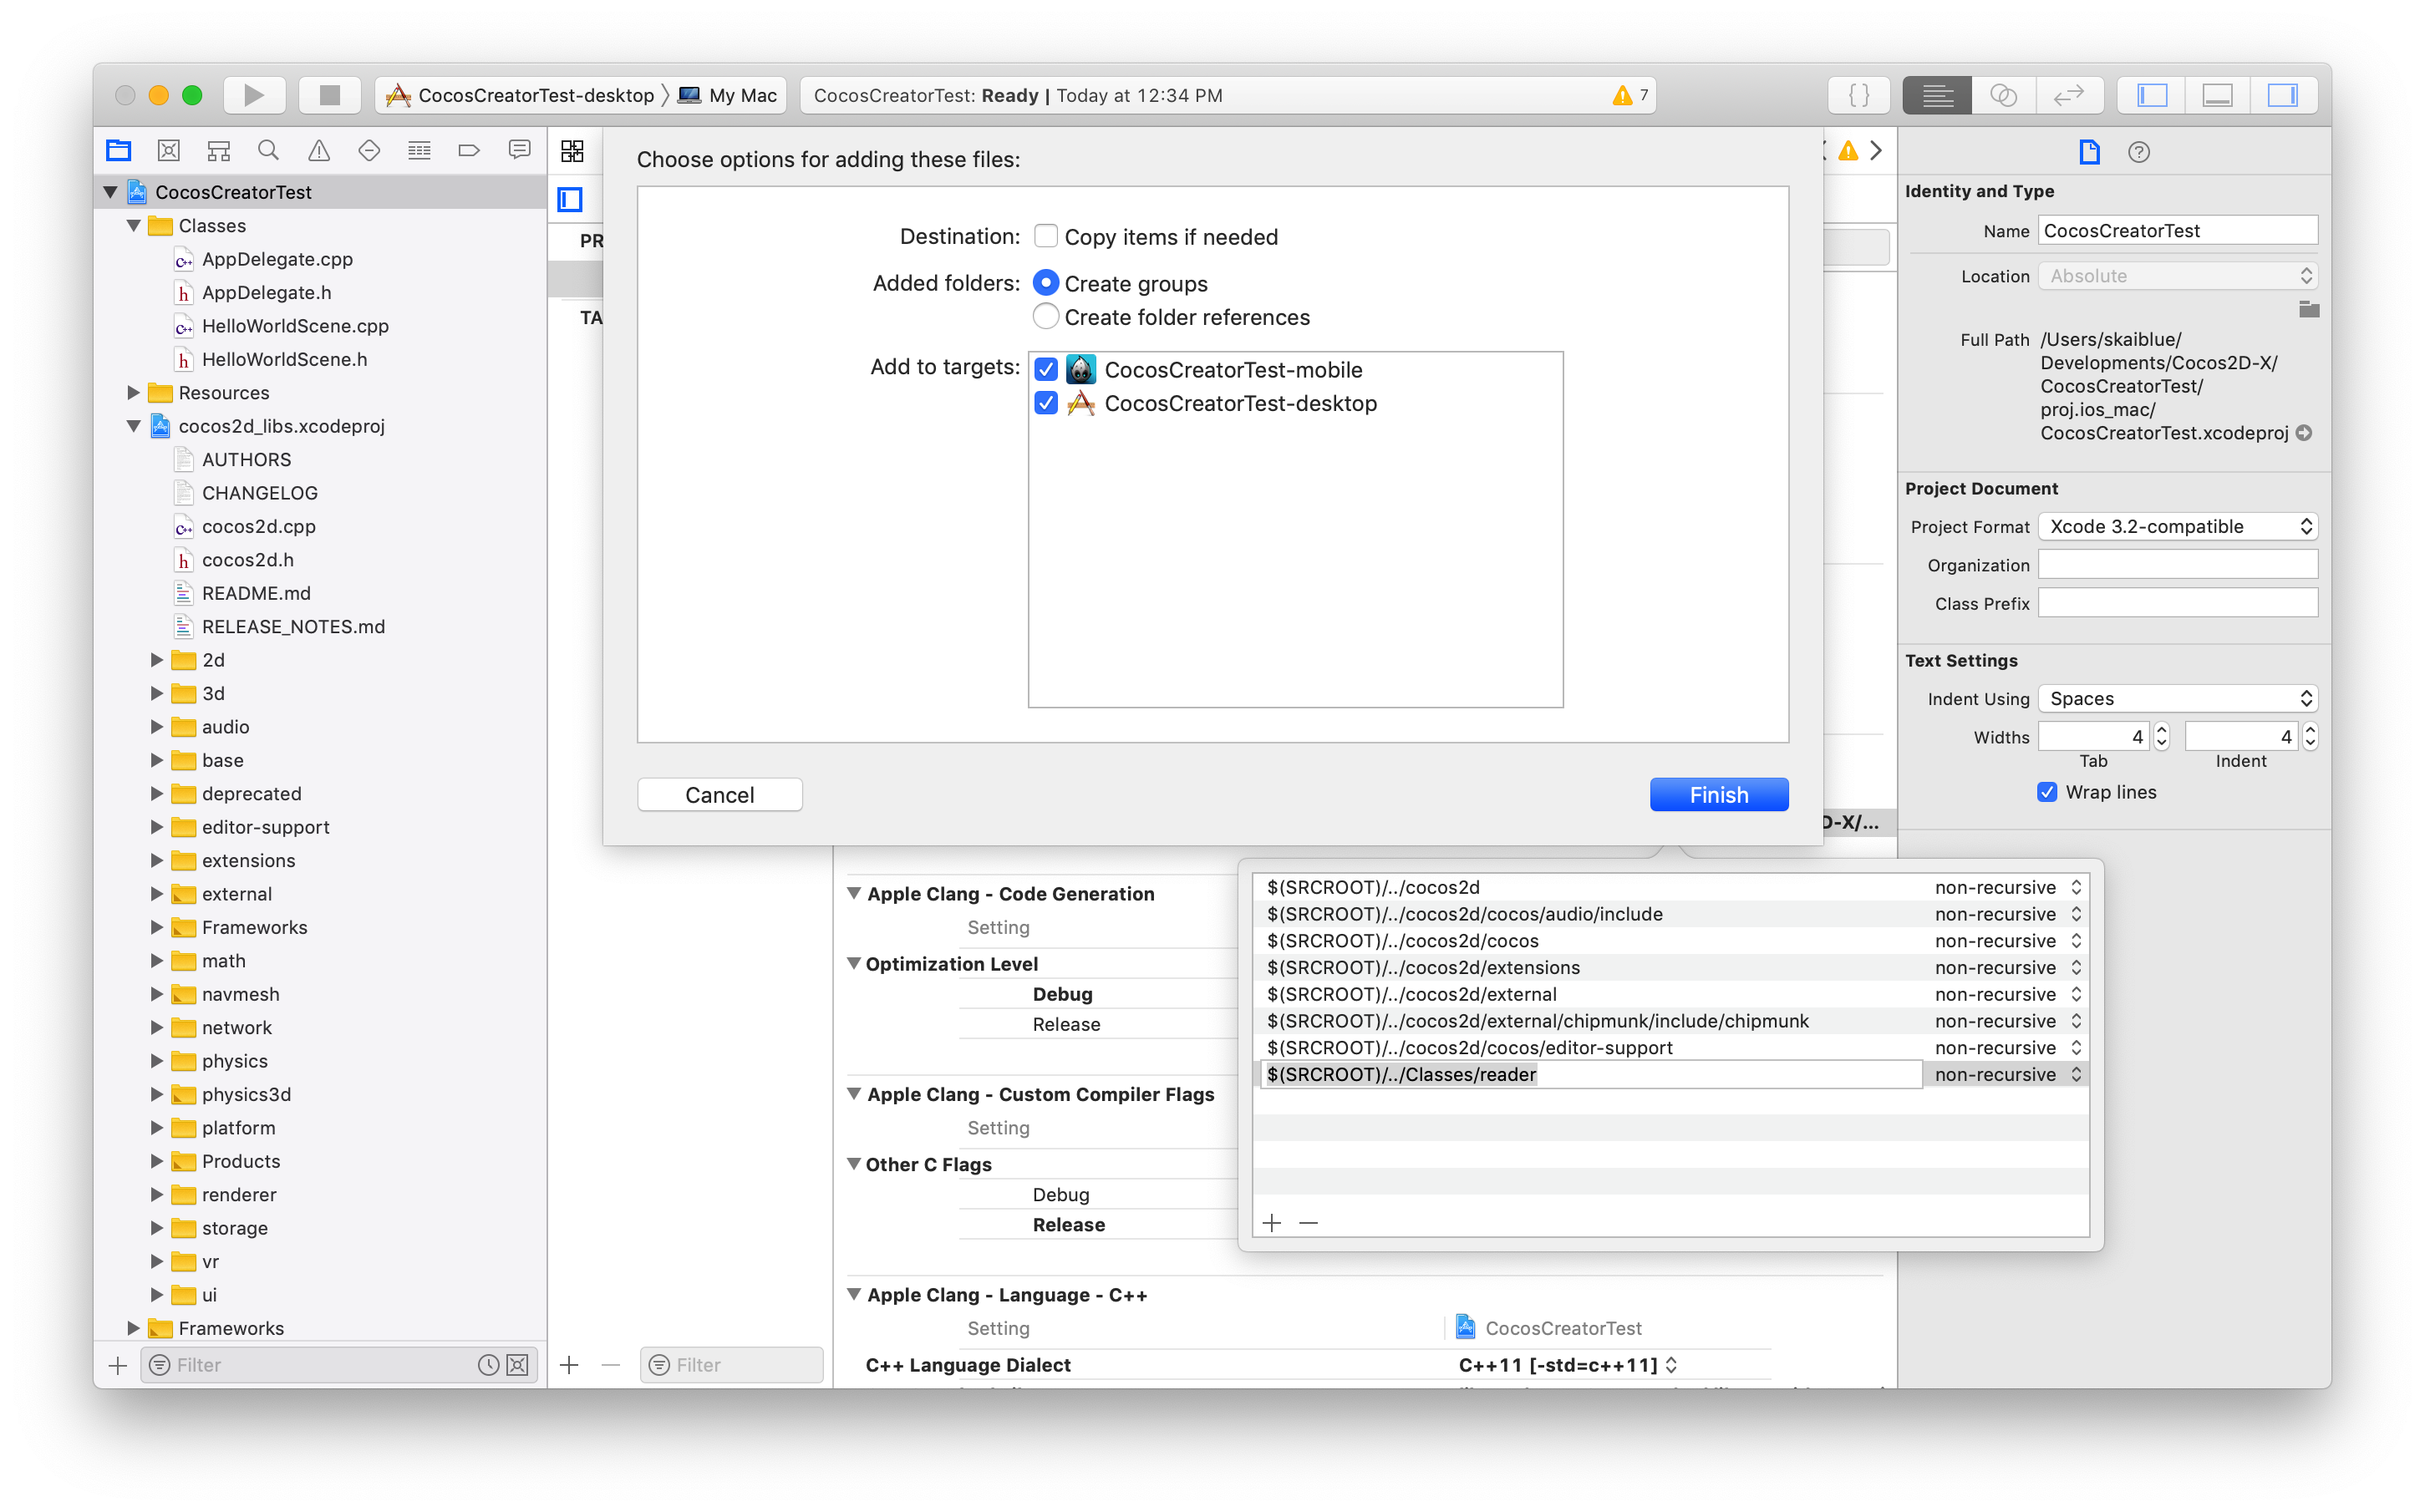 CocosCreatorTest-desktop 〉 My Mac
CocosCreatorTest: Ready | Today at 12:34 PM
7
CocosCreatorTest
Classes
AppDelegate.cpp
AppDelegate.h
HelloWorldScene.cpp
HelloWorldScene.h
Resources
cocos2d_libs.xcodeproj
AUTHORS
CHANGELOG
cocos2d.cpp
cocos2d.h
README.md
RELEASE_NOTES.md
2d
3d
audio
base
deprecated
editor-support
extensions
external
Frameworks
math
navmesh
network
physics
physics3d
platform
Products
renderer
storage
vr
ui
Frameworks
Filter
PR
TA
Filter
Choose options for adding these files:
Destination: Copy items if needed
Added folders: Create groups
Create folder references
Add to targets: CocosCreatorTest-mobile
CocosCreatorTest-desktop
Cancel
Finish
D-X/...
Apple Clang - Code Generation
Setting
Optimization Level
Debug
Release
Apple Clang - Custom Compiler Flags
Setting
Other C Flags
Debug
Release
Apple Clang - Language - C++
Setting
CocosCreatorTest
C++ Language Dialect
C++11 [-std=c++11]
$(SRCROOT)/../cocos2d non-recursive
$(SRCROOT)/../cocos2d/cocos/audio/include non-recursive
$(SRCROOT)/../cocos2d/cocos non-recursive
$(SRCROOT)/../cocos2d/extensions non-recursive
$(SRCROOT)/../cocos2d/external non-recursive
$(SRCROOT)/../cocos2d/external/chipmunk/include/chipmunk non-recursive
$(SRCROOT)/../cocos2d/cocos/editor-support non-recursive
$(SRCROOT)/../Classes/reader non-recursive
Identity and Type
Name CocosCreatorTest
Location Absolute
Full Path /Users/skaiblue/
Developments/Cocos2D-X/
CocosCreatorTest/
proj.ios_mac/
CocosCreatorTest.xcodeproj
Project Document
Project Format Xcode 3.2-compatible
Organization
Class Prefix
Text Settings
Indent Using Spaces
Widths 4 4
Tab Indent
Wrap lines